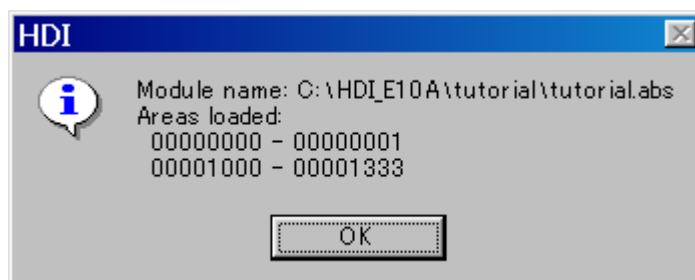 HDI
Module name: C:\HDI_E10A\tutorial\tutorial.abs
Areas loaded:
00000000 - 00000001
00001000 - 00001333
OK